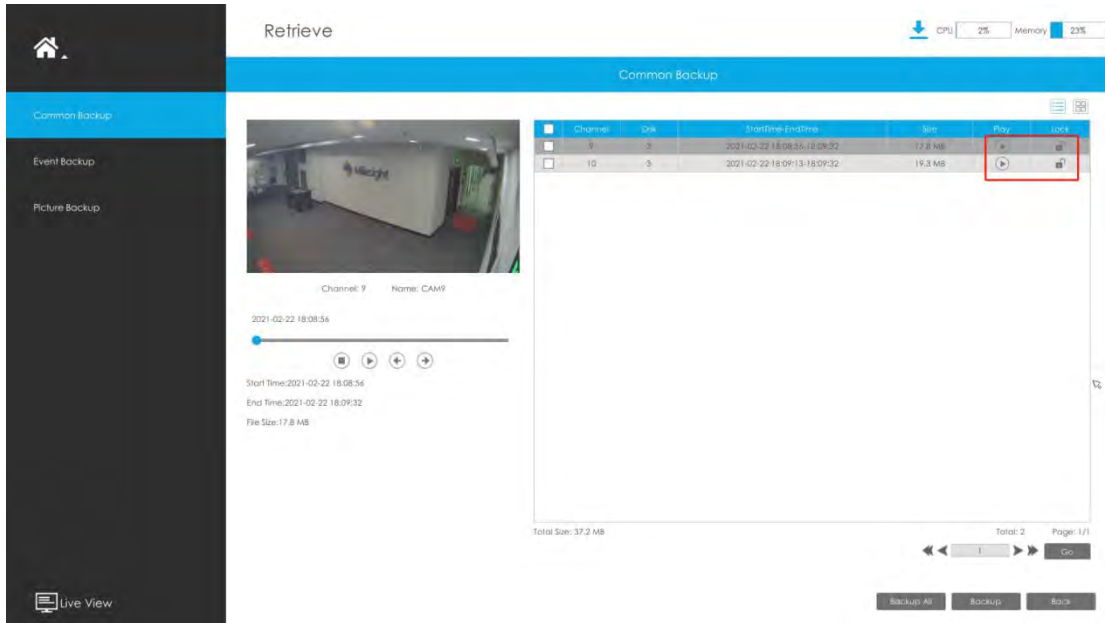 Retrieve
CPU 2% Memory 23%
Common Backup
Common Backup
Event Backup
Picture Backup
Milesight
Channel: 9 Name: CAM9
2021-02-22 18:08:56
Start Time:2021-02-22 18:08:56
End Time:2021-02-22 18:09:32
File Size:17.8 MB
Channel Disk StartTime-EndTime Size Play Lock
9 3 2021-02-22 18:08:56-18:09:32 17.8 MB
10 3 2021-02-22 18:09:13-18:09:32 19.3 MB
Total Size: 37.2 MB Total: 2 Page: 1/1
1 Go
Live View
Backup All Backup Back